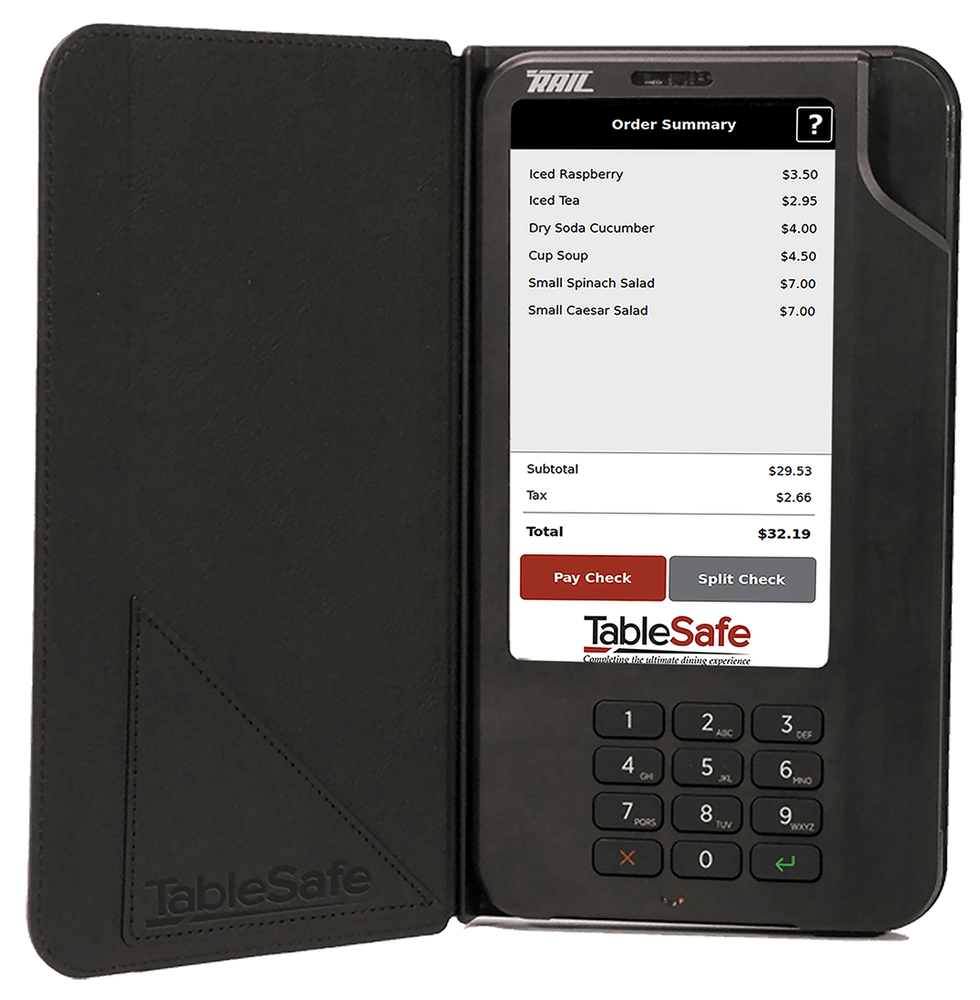 RAIL
Order Summary ?
Iced Raspberry $3.50
Iced Tea $2.95
Dry Soda Cucumber $4.00
Cup Soup $4.50
Small Spinach Salad $7.00
Small Caesar Salad $7.00
Subtotal $29.53
Tax $2.66
Total $32.19
Pay Check Split Check
TableSafe
Completing the ultimate dining experience
1 2 ABC 3 DEF
4 GHI 5 JKL 6 MNO
7 PQRS 8 TUV 9 WXYZ
0
TableSafe